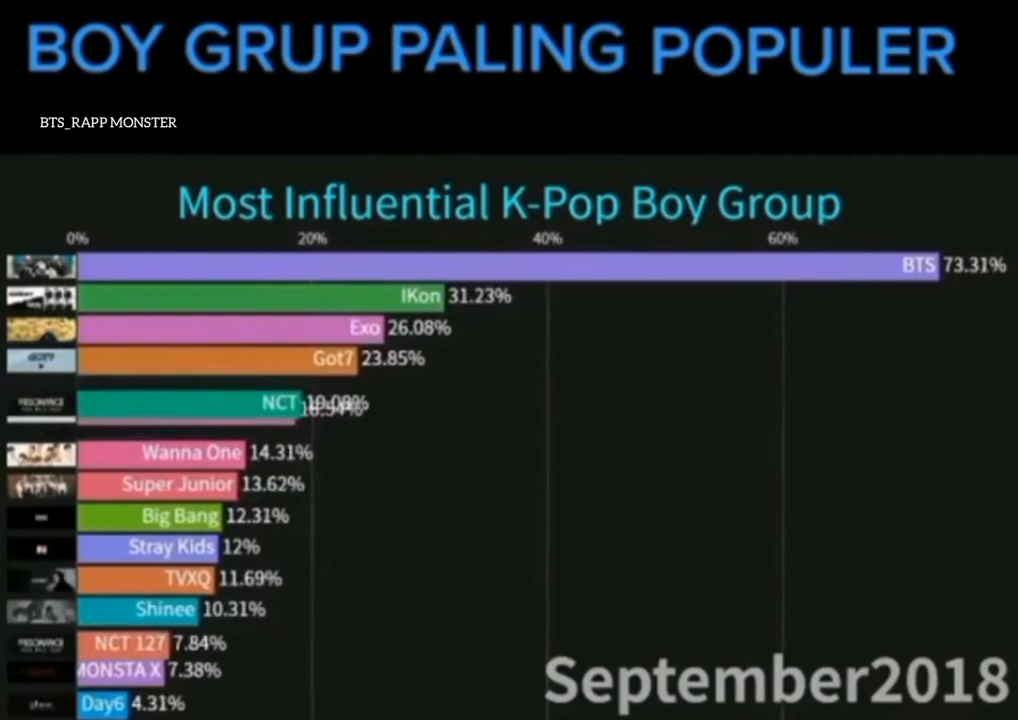 BOY GRUP PALING POPULER
BTS_RAPP MONSTER
Most Influential K-Pop Boy Group
0% 20% 40% 60%
BTS 73.31%
IKon 31.23%
Exo 26.08%
GOT7
Got7 23.85%
RESONANCE
NCT
Wanna One 14.31%
Super Junior 13.62%
Big Bang 12.31%
Stray Kids 12%
TVXQ 11.69%
Shinee 10.31%
RESONANCE
NCT 127 7.84%
MONSTA X 7.38%
Day6 4.31%
September2018